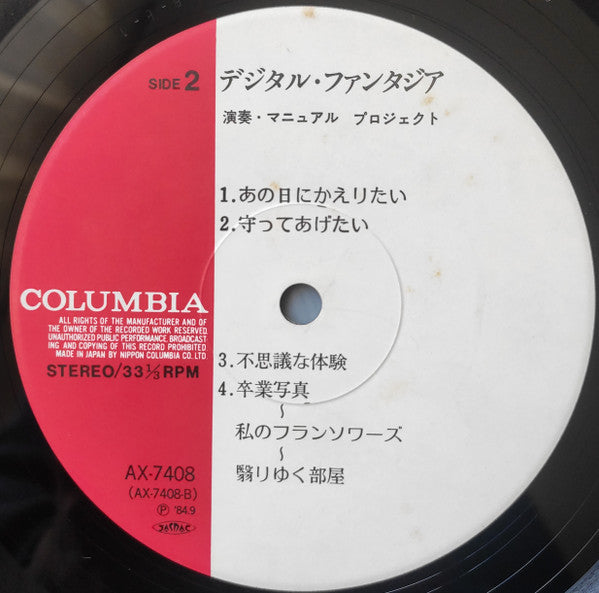 SIDE 2
デジタル・ファンタジア
演奏・マニュアル プロジェクト
1.あの日にかえりたい
2.守ってあげたい
COLUMBIA
ALL RIGHTS OF THE MANUFACTURER AND OF
THE OWNER OF THE RECORDED WORK RESERVED.
UNAUTHORIZED PUBLIC PERFORMANCE, BROADCAST-
ING AND COPYING OF THIS RECORD PROHIBITED.
MADE IN JAPAN BY NIPPON COLUMBIA CO. LTD.
STEREO/33 1/3 RPM
3.不思議な体験
4.卒業写真
~
私のフランソワーズ
~
翳りゆく部屋
AX-7408
(AX-7408-B)
Ⓟ '84.9
JASRAC